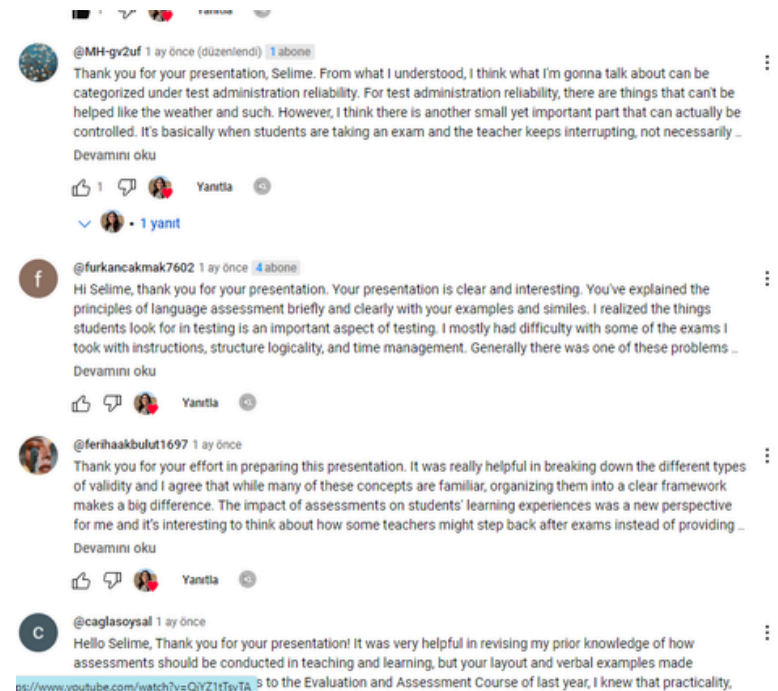 1 Yanıtla
@MH-gv2uf 1 ay önce (düzenlendi) 1 abone
Thank you for your presentation, Selime. From what I understood, I think what I'm gonna talk about can be
categorized under test administration reliability. For test administration reliability, there are things that can't be
helped like the weather and such. However, I think there is another small yet important part that can actually be
controlled. It's basically when students are taking an exam and the teacher keeps interrupting, not necessarily ...
Devamını oku
1 Yanıtla
• 1 yanıt
f
@furkancakmak7602 1 ay önce 4 abone
Hi Selime, thank you for your presentation. Your presentation is clear and interesting. You've explained the
principles of language assessment briefly and clearly with your examples and similes. I realized the things
students look for in testing is an important aspect of testing. I mostly had difficulty with some of the exams I
took with instructions, structure logicality, and time management. Generally there was one of these problems ...
Devamını oku
Yanıtla
@ferihaakbulut1697 1 ay önce
Thank you for your effort in preparing this presentation. It was really helpful in breaking down the different types
of validity and I agree that while many of these concepts are familiar, organizing them into a clear framework
makes a big difference. The impact of assessments on students' learning experiences was a new perspective
for me and it's interesting to think about how some teachers might step back after exams instead of providing ...
Devamını oku
Yanıtla
C
@caglasoysal 1 ay önce
Hello Selime, Thank you for your presentation! It was very helpful in revising my prior knowledge of how
assessments should be conducted in teaching and learning, but your layout and verbal examples made
s to the Evaluation and Assessment Course of last year, I knew that practicality,